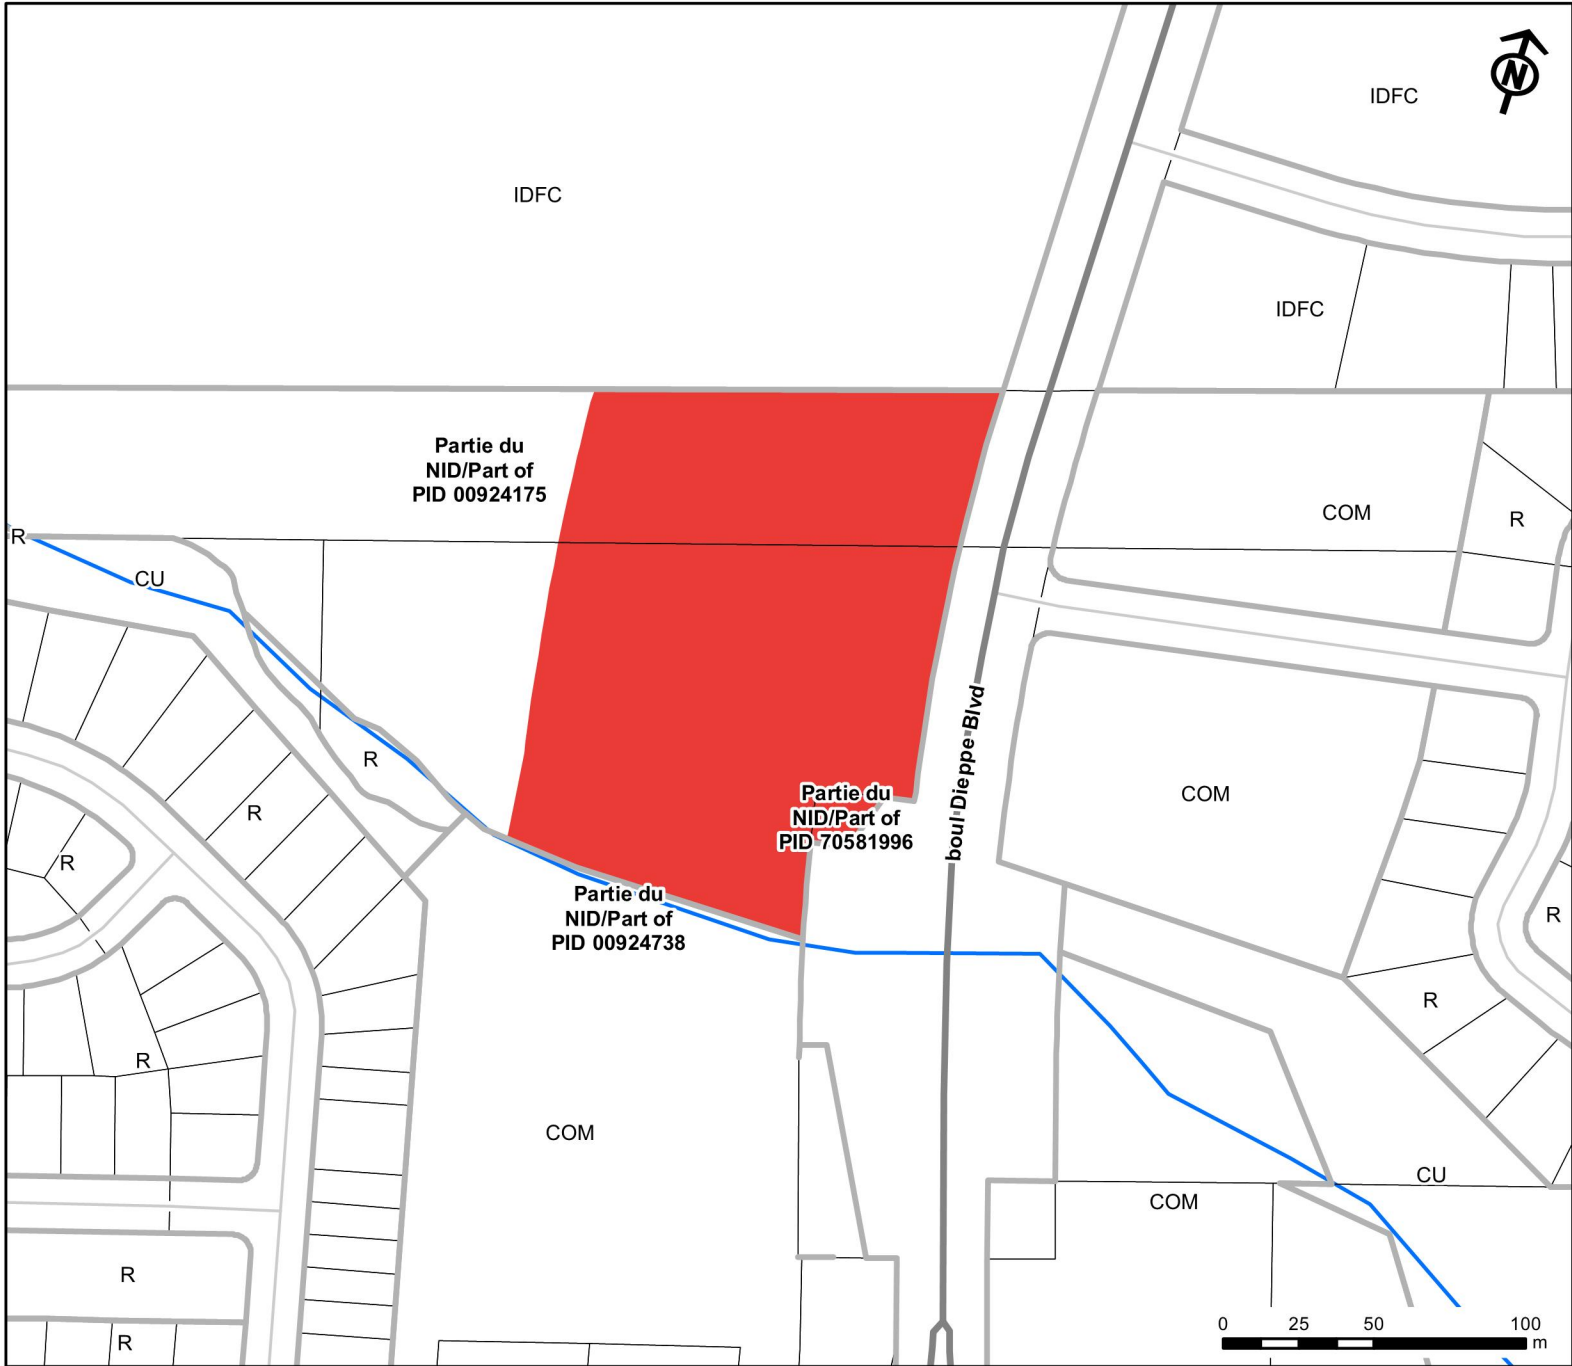 N
IDFC
IDFC
IDFC
Partie du
NID/Part of
PID 00924175
COM
R
R
CU
R
COM
R
R
Partie du
NID/Part of
PID 70581996
boul Dieppe Blvd
Partie du
NID/Part of
PID 00924738
R
R
R
COM
CU
COM
R
R
0 25 50 100
m